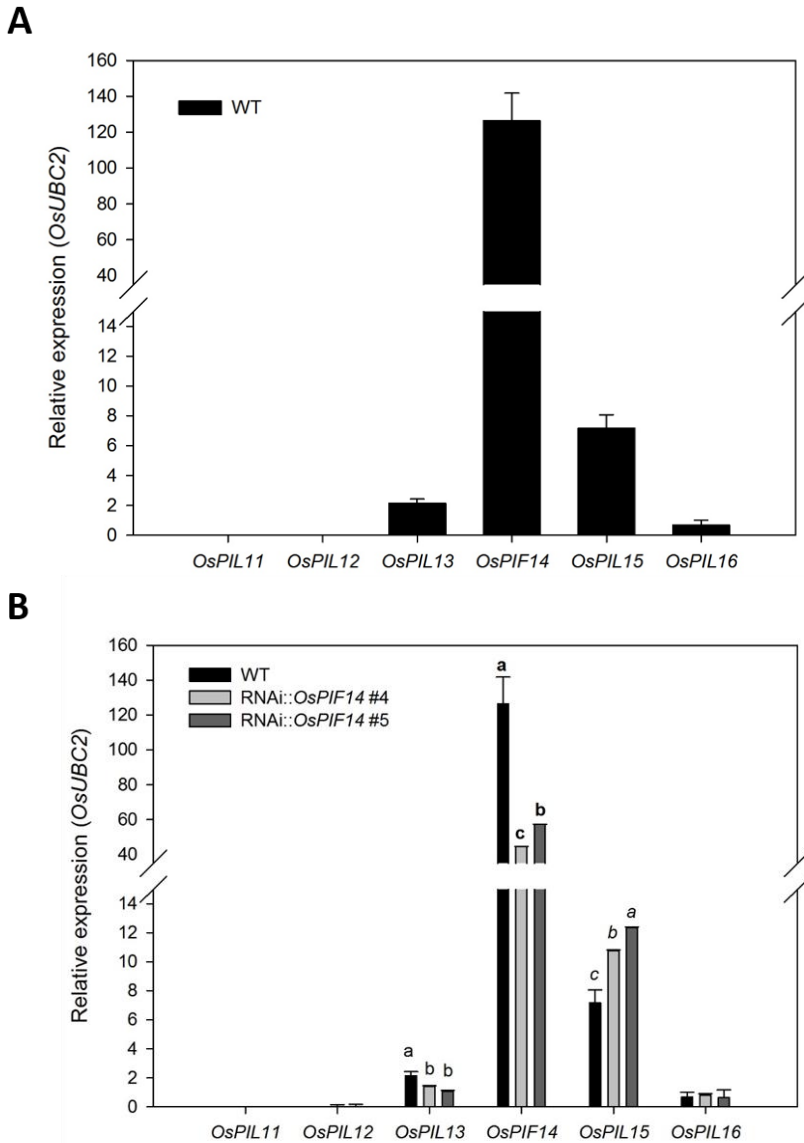 A
160
140
120
100
80
60
40
14
12
10
8
6
4
2
0
Relative expression (OsUBC2)
WT
OsPIL11 OsPIL12 OsPIL13 OsPIF14 OsPIL15 OsPIL16
B
160
140
120
100
80
60
40
14
12
10
8
6
4
2
0
Relative expression (OsUBC2)
WT
RNAi::OsPIF14 #4
RNAi::OsPIF14 #5
a
b
c
a
b
c
a
b b
OsPIL11 OsPIL12 OsPIL13 OsPIF14 OsPIL15 OsPIL16